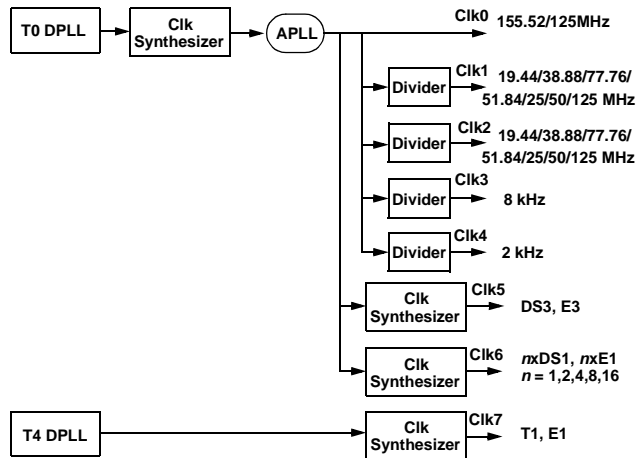 T0 DPLL
Clk
Synthesizer
APLL
Clk0
155.52/125MHz
Divider
Clk1
19.44/38.88/77.76/
51.84/25/50/125 MHz
Divider
Clk2
19.44/38.88/77.76/
51.84/25/50/125 MHz
Divider
Clk3
8 kHz
Divider
Clk4
2 kHz
Clk
Synthesizer
Clk5
DS3, E3
Clk
Synthesizer
Clk6
nxDS1, nxE1
n = 1,2,4,8,16
T4 DPLL
Clk
Synthesizer
Clk7
T1, E1